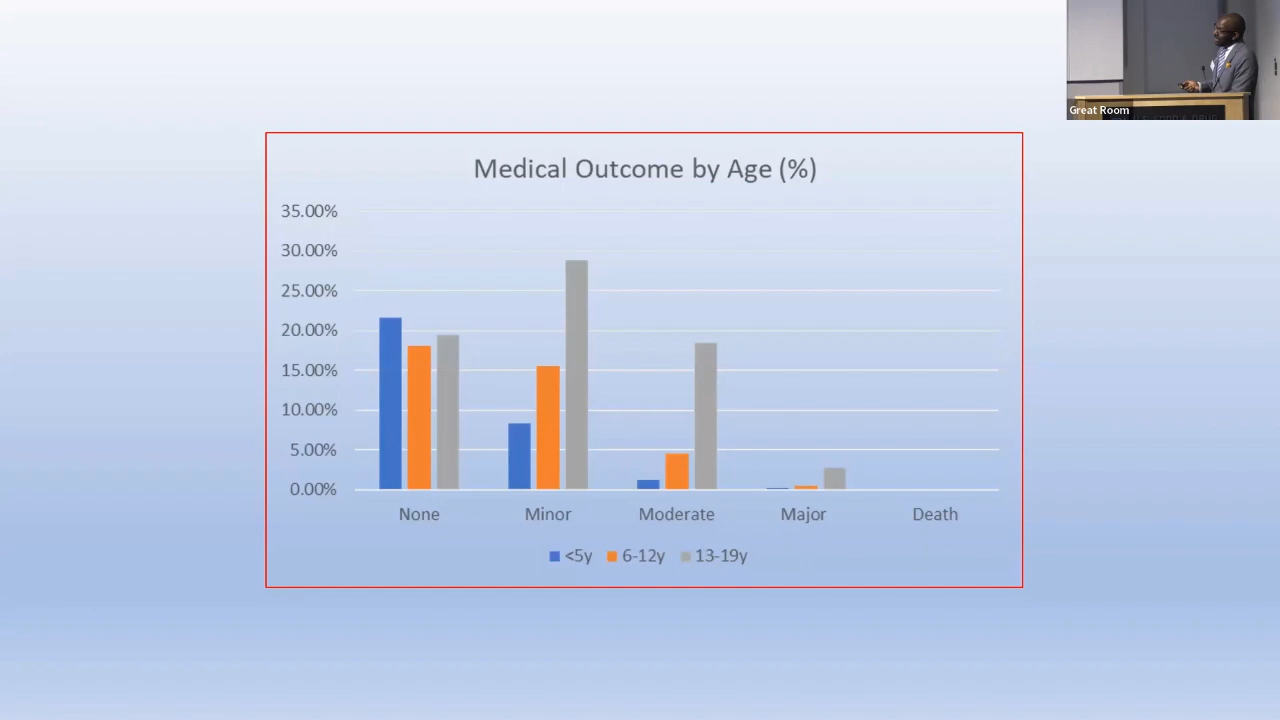 Great Room
Medical Outcome by Age (%)
35.00%
30.00%
25.00%
20.00%
15.00%
10.00%
5.00%
0.00%
None Minor Moderate Major Death
<5y 6-12y 13-19y